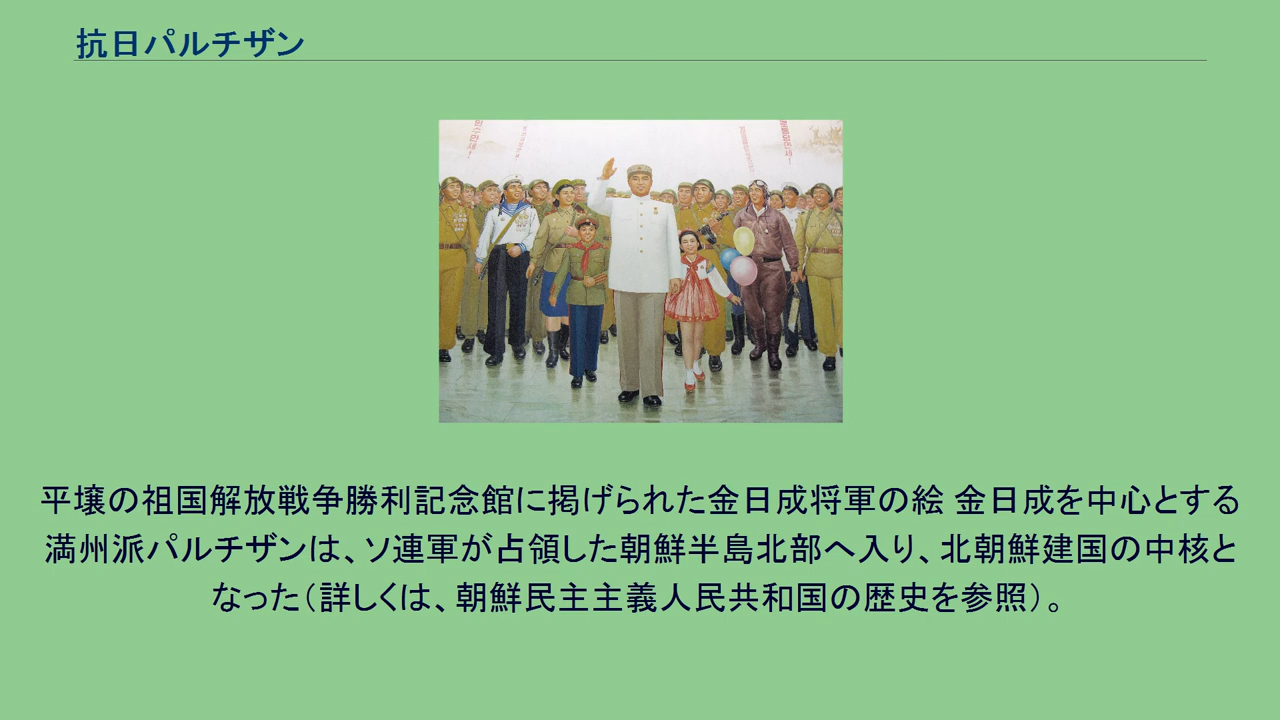 抗日パルチザン
平壌の祖国解放戦争勝利記念館に掲げられた金日成将軍の絵 金日成を中心とする
満州派パルチザンは、ソ連軍が占領した朝鮮半島北部へ入り、北朝鮮建国の中核と
なった（詳しくは、朝鮮民主主義人民共和国の歴史を参照）。